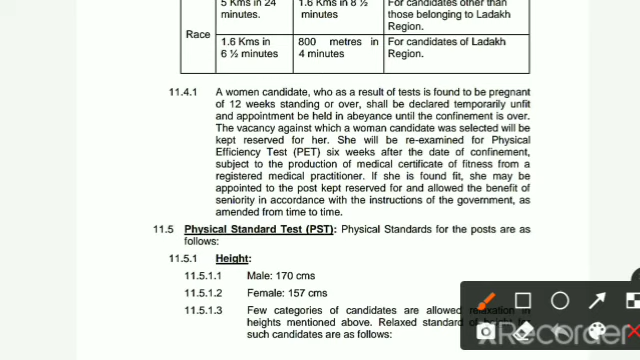 5 Kms in 24 1.6 Kms in 8 ½ For candidates other than
minutes. minutes those belonging to Ladakh
Region.
Race
1.6 Kms in 800 metres in For candidates of Ladakh
6 ½ minutes 4 minutes Region.
11.4.1 A women candidate, who as a result of tests is found to be pregnant
of 12 weeks standing or over, shall be declared temporarily unfit
and appointment be held in abeyance until the confinement is over.
The vacancy against which a woman candidate was selected will be
kept reserved for her. She will be re-examined for Physical
Efficiency Test (PET) six weeks after the date of confinement,
subject to the production of medical certificate of fitness from a
registered medical practitioner. If she is found fit, she may be
appointed to the post kept reserved for and allowed the benefit of
seniority in accordance with the instructions of the government, as
amended from time to time.
11.5 Physical Standard Test (PST): Physical Standards for the posts are as
follows:
11.5.1 Height:
11.5.1.1 Male: 170 cms
11.5.1.2 Female: 157 cms
11.5.1.3 Few categories of candidates are allowed relaxation in
heights mentioned above. Relaxed standard of height for
such candidates are as follows:
Recorder